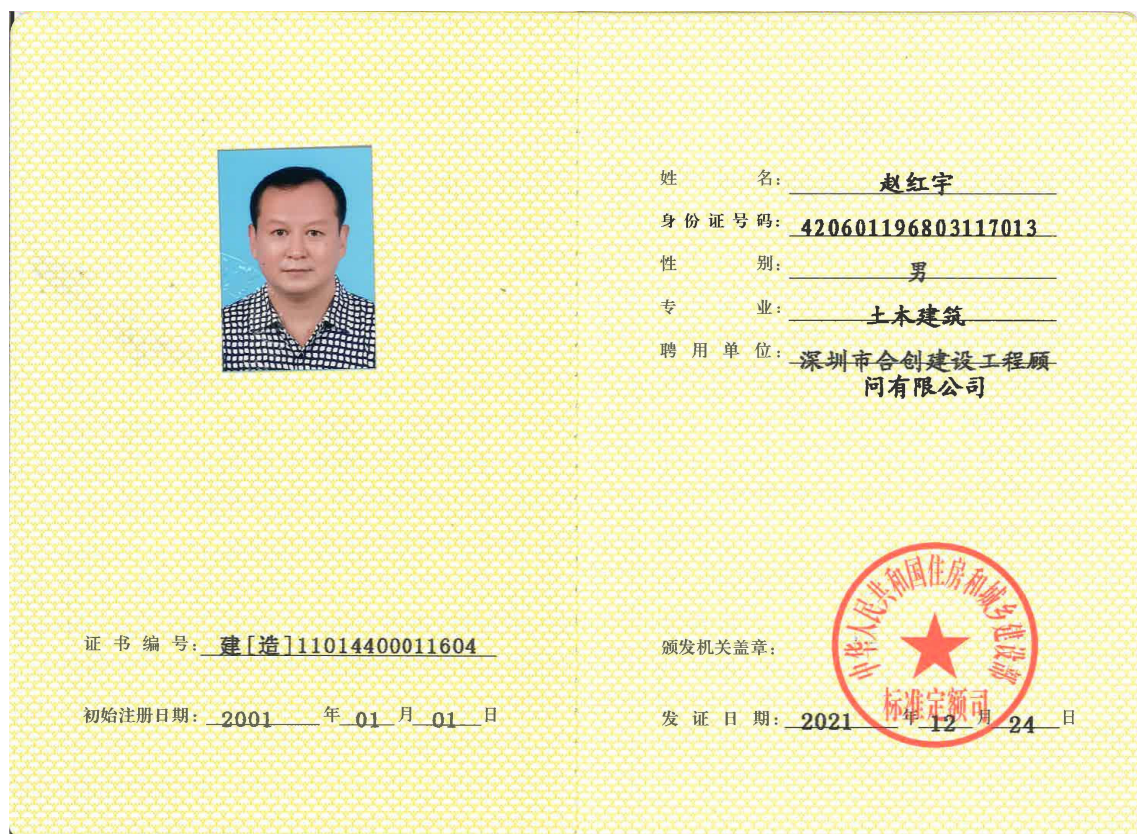 姓名：赵红宇
身份证号码：420601196803117013
性别：男
专业：土木建筑
聘用单位：深圳市合创建设工程顾
问有限公司
证书编号：建[造]11014400011604
初始注册日期：2001年01月01日
颁发机关盖章：
中华人民共和国住房和城乡建设部
标准定额司
发证日期：2021年12月24日